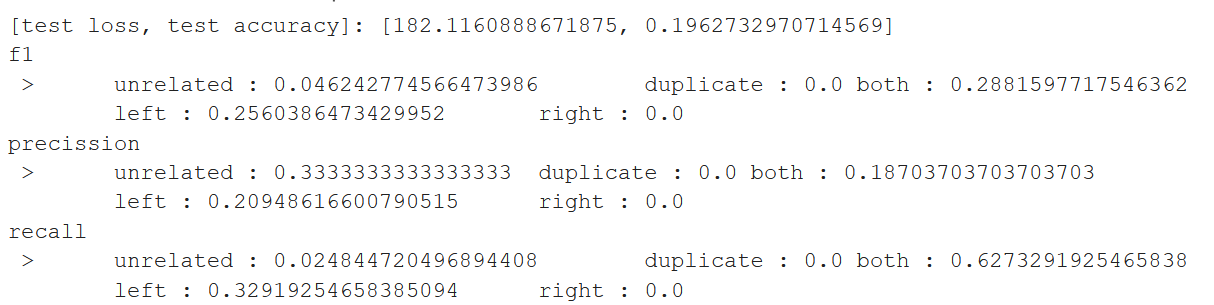 [test loss, test accuracy]: [182.1160888671875, 0.1962732970714569]
f1
> unrelated : 0.046242774566473986 duplicate : 0.0 both : 0.2881597717546362
left : 0.2560386473429952 right : 0.0
precission
> unrelated : 0.3333333333333333 duplicate : 0.0 both : 0.18703703703703703
left : 0.20948616600790515 right : 0.0
recall
> unrelated : 0.024844720496894408 duplicate : 0.0 both : 0.6273291925465838
left : 0.32919254658385094 right : 0.0